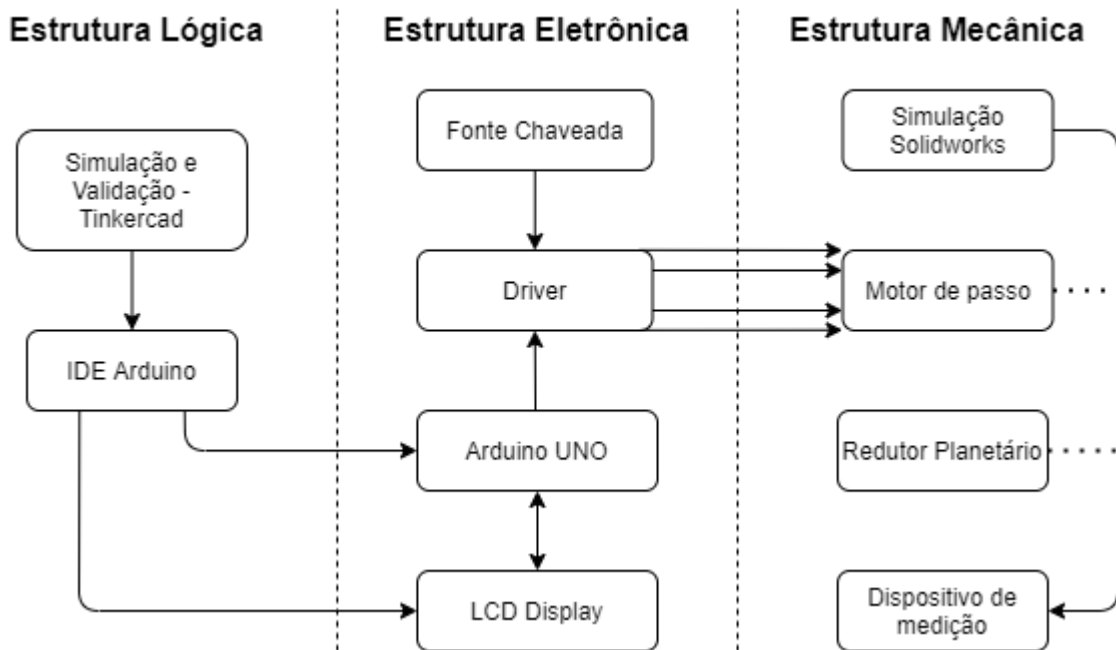 Estrutura Lógica
Estrutura Eletrônica
Estrutura Mecânica
Simulação e
Validação -
Tinkercad
IDE Arduino
Fonte Chaveada
Driver
Arduino UNO
LCD Display
Simulação
Solidworks
Motor de passo
Redutor Planetário
Dispositivo de
medição